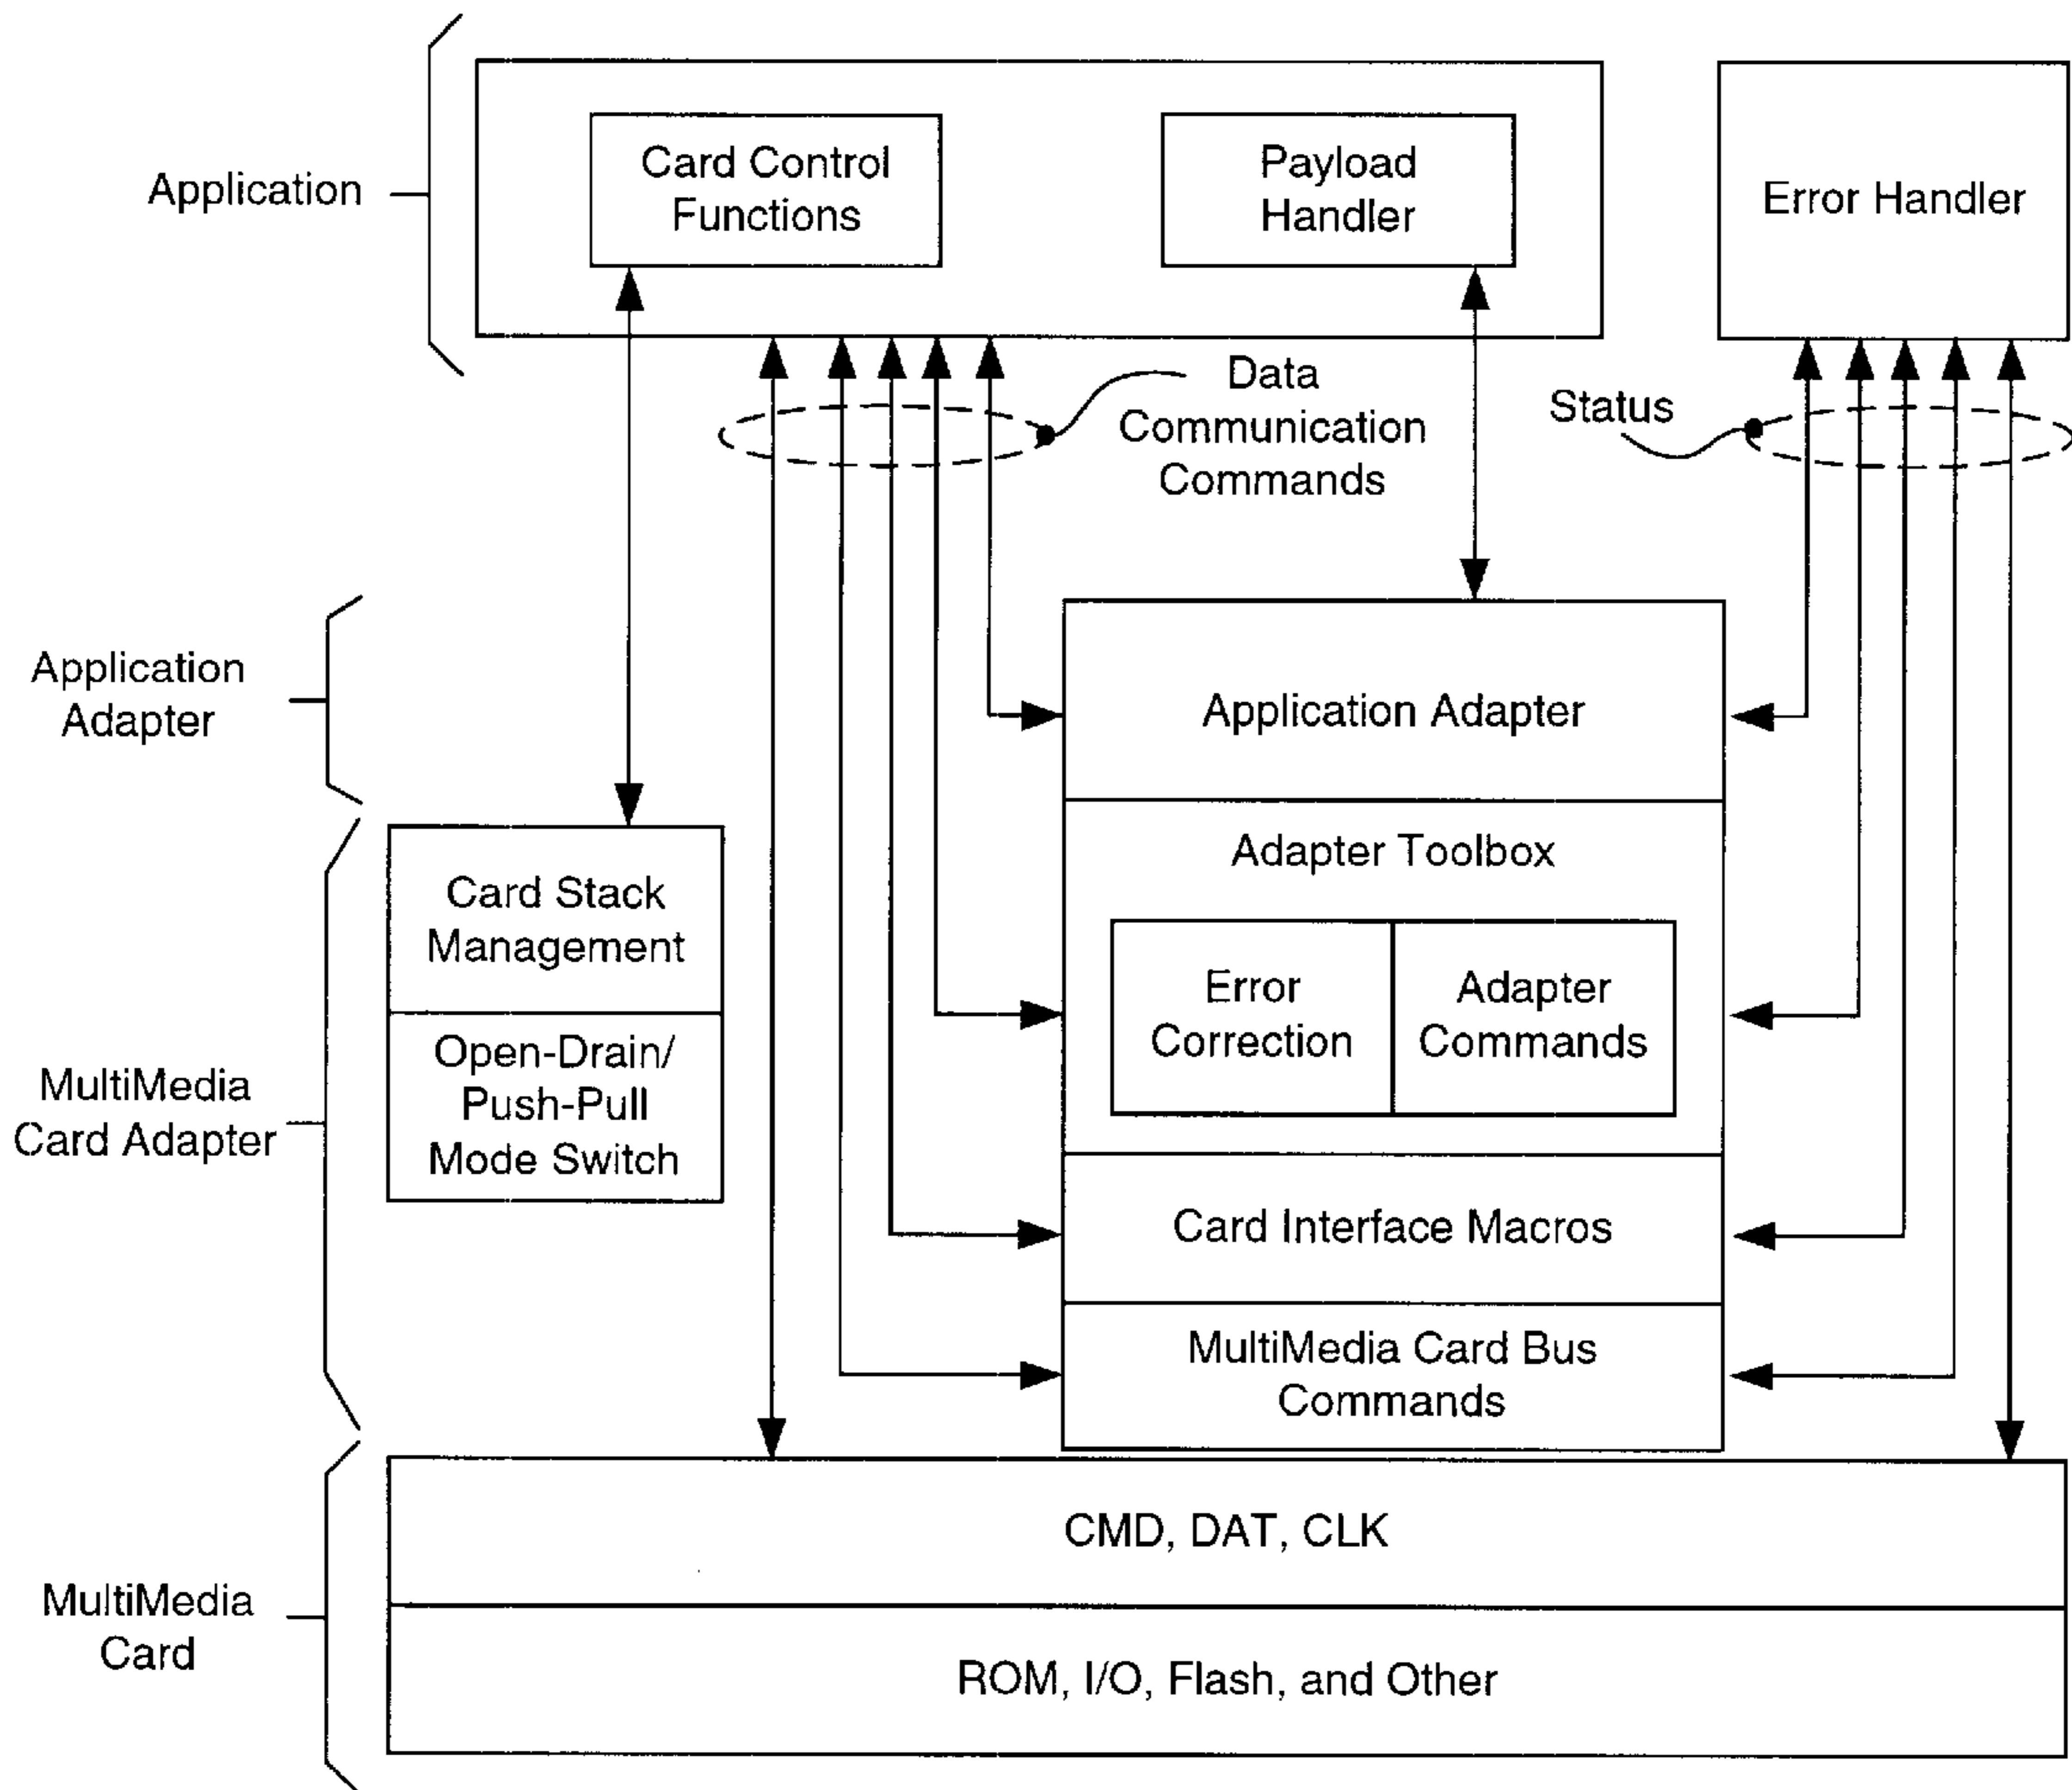 Application
Card Control
Functions
Payload
Handler
Error Handler
Data
Communication
Commands
Status
Application
Adapter
Application Adapter
Adapter Toolbox
Error
Correction
Adapter
Commands
Card Stack
Management
Open-Drain/
Push-Pull
Mode Switch
MultiMedia
Card Adapter
Card Interface Macros
MultiMedia Card Bus
Commands
MultiMedia
Card
CMD, DAT, CLK
ROM, I/O, Flash, and Other